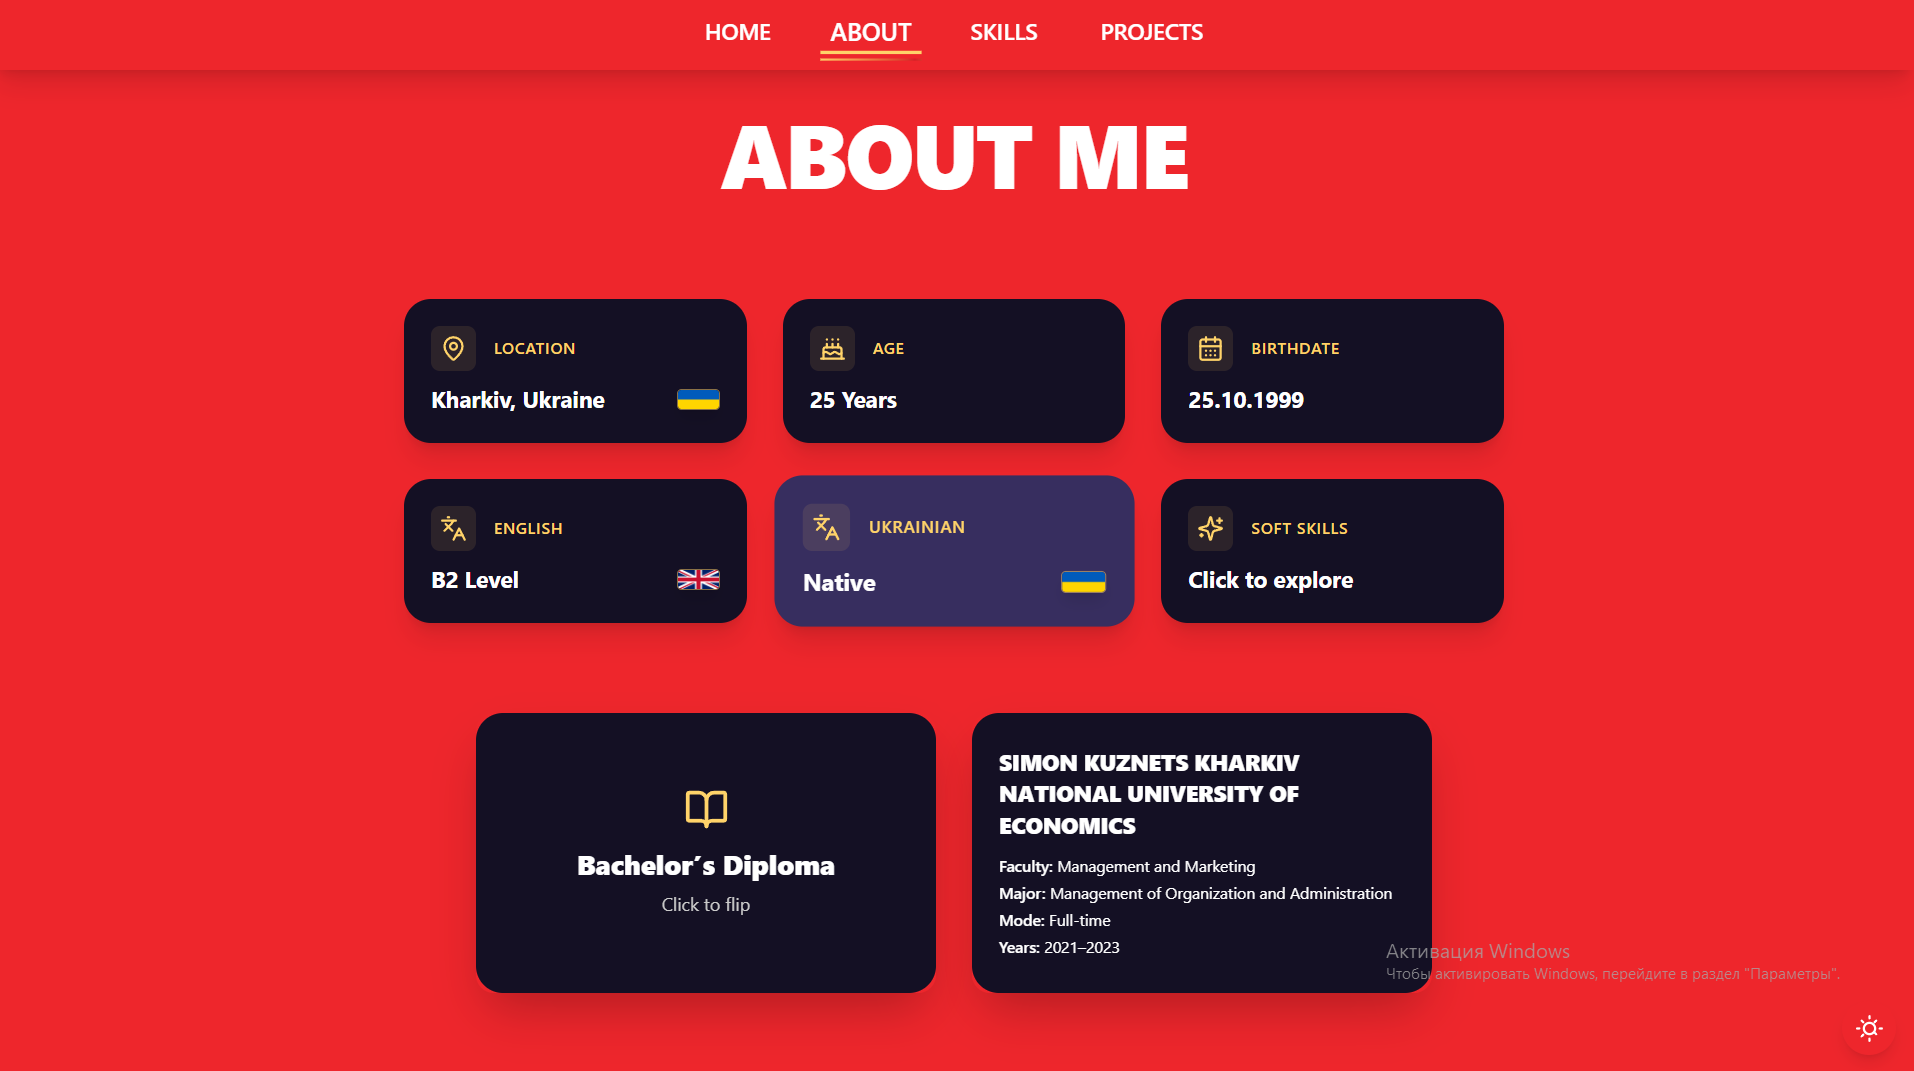 HOME ABOUT SKILLS PROJECTS
ABOUT ME
LOCATION
Kharkiv, Ukraine
AGE
25 Years
BIRTHDATE
25.10.1999
ENGLISH
B2 Level
UKRAINIAN
Native
SOFT SKILLS
Click to explore
Bachelor´s Diploma
Click to flip
SIMON KUZNETS KHARKIV
NATIONAL UNIVERSITY OF
ECONOMICS
Faculty: Management and Marketing
Major: Management of Organization and Administration
Mode: Full-time
Years: 2021–2023
Активация Windows
Чтобы активировать Windows, перейдите в раздел "Параметры".